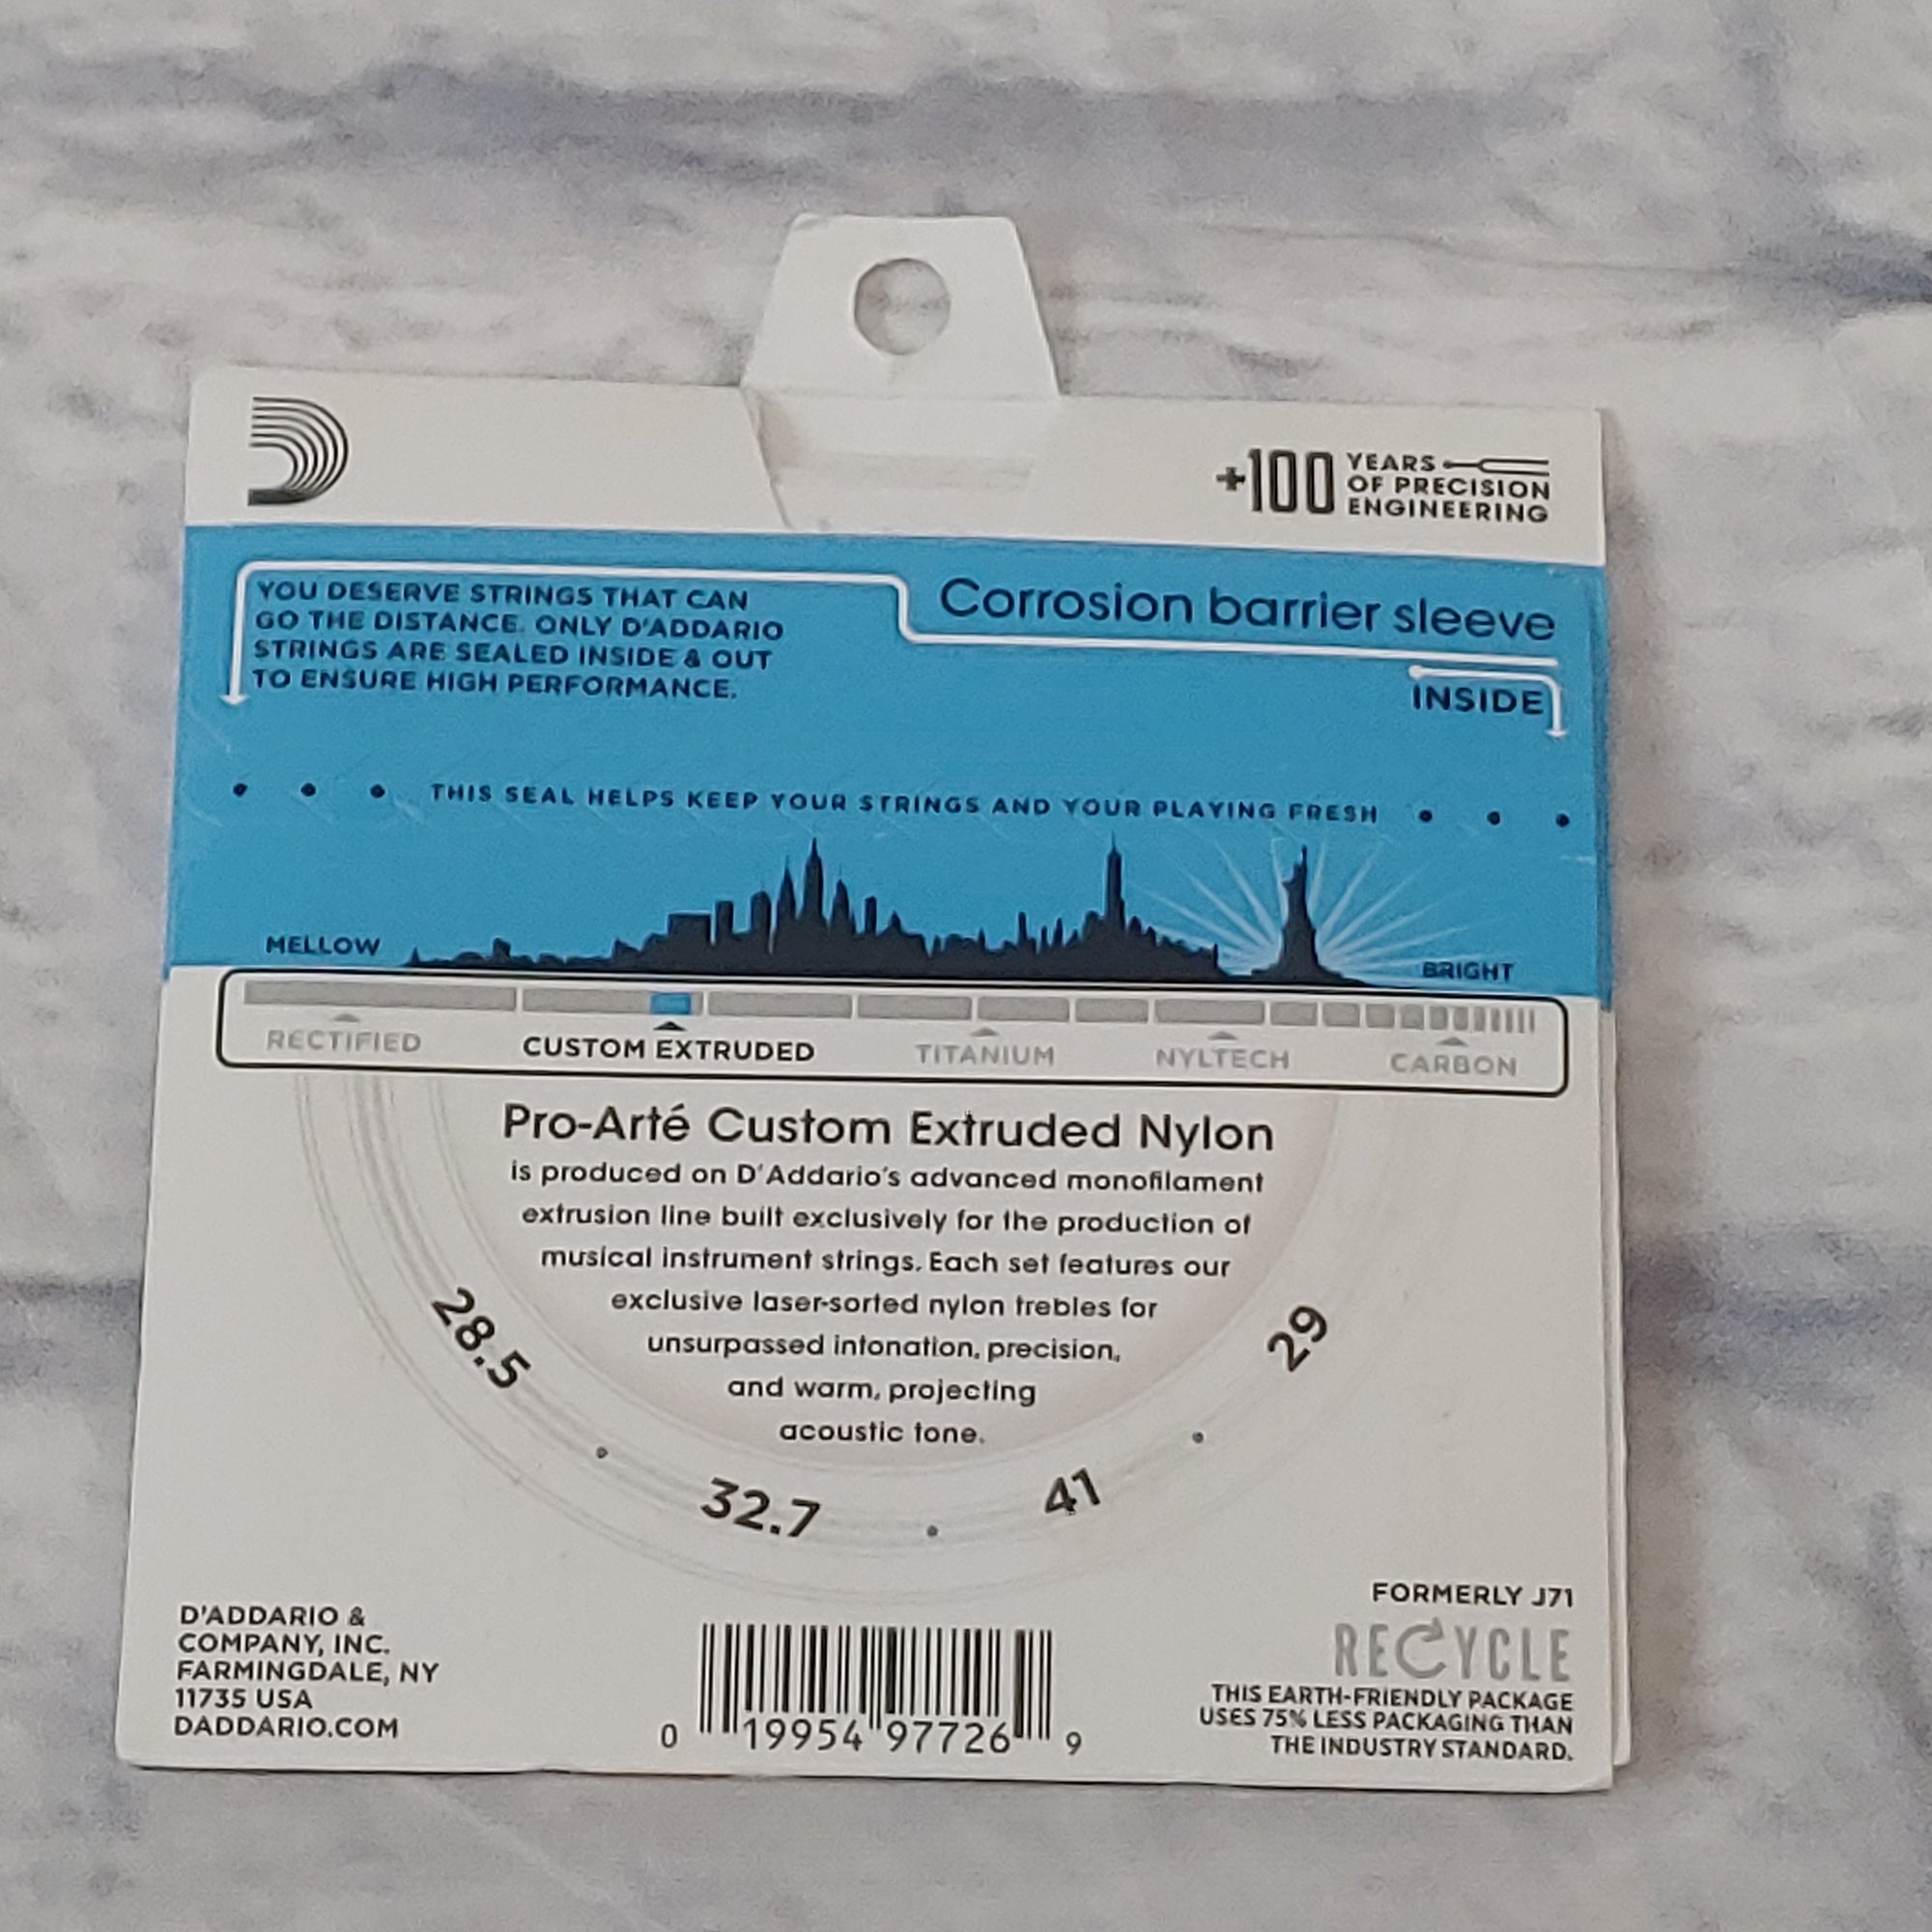 +100 YEARS
OF PRECISION
ENGINEERING
YOU DESERVE STRINGS THAT CAN
GO THE DISTANCE. ONLY D'ADDARIO
STRINGS ARE SEALED INSIDE & OUT
TO ENSURE HIGH PERFORMANCE.
Corrosion barrier sleeve
INSIDE
• • • THIS SEAL HELPS KEEP YOUR STRINGS AND YOUR PLAYING FRESH • • •
MELLOW
BRIGHT
RECTIFIED
CUSTOM EXTRUDED
TITANIUM
NYLTECH
CARBON
Pro-Arté Custom Extruded Nylon
is produced on D'Addario's advanced monofilament
extrusion line built exclusively for the production of
musical instrument strings. Each set features our
exclusive laser-sorted nylon trebles for
unsurpassed intonation, precision,
and warm, projecting
acoustic tone.
28.5 • 32.7 • 41 • 29
D'ADDARIO &
COMPANY, INC.
FARMINGDALE, NY
11735 USA
DADDARIO.COM
0 19954 97726 9
FORMERLY J71
RECYCLE
THIS EARTH-FRIENDLY PACKAGE
USES 75% LESS PACKAGING THAN
THE INDUSTRY STANDARD.